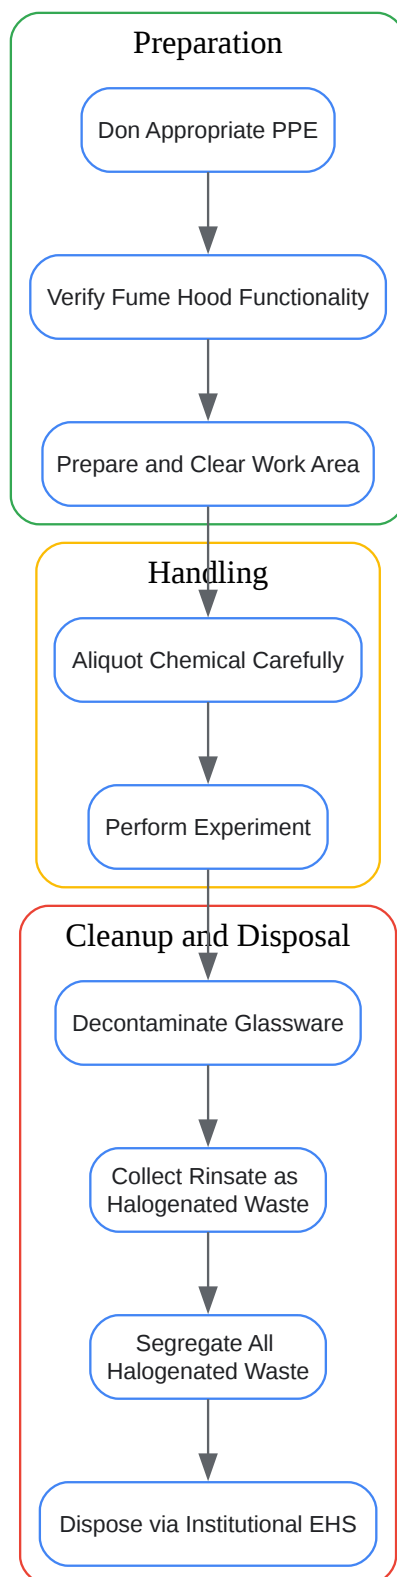 Preparation
Don Appropriate PPE
Verify Fume Hood Functionality
Prepare and Clear Work Area
Handling
Aliquot Chemical Carefully
Perform Experiment
Cleanup and Disposal
Decontaminate Glassware
Collect Rinsate as
Halogenated Waste
Segregate All
Halogenated Waste
Dispose via Institutional EHS